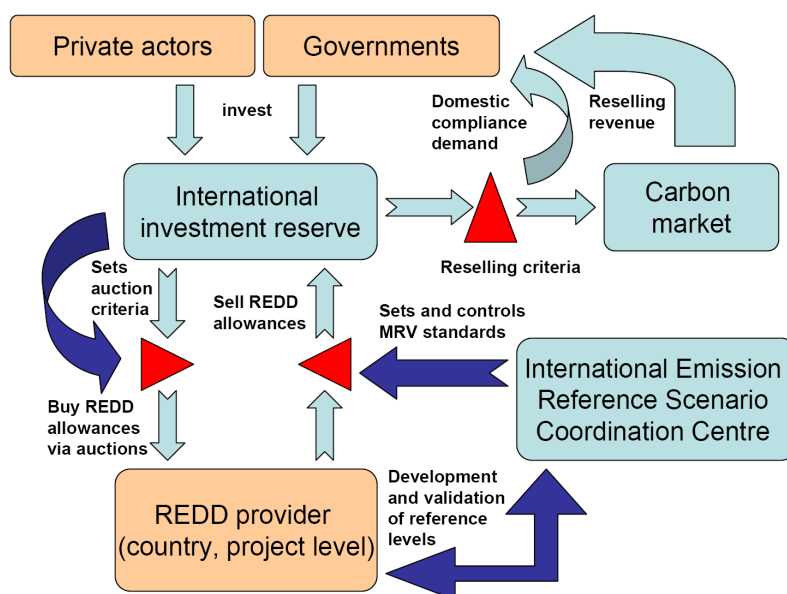 Private actors
Governments
invest
Domestic
compliance
demand
Reselling
revenue
International
investment reserve
Carbon
market
Reselling criteria
Sets
auction
criteria
Sell REDD
allowances
Sets and controls
MRV standards
Buy REDD
allowances
via auctions
International Emission
Reference Scenario
Coordination Centre
Development
and validation
of reference
levels
REDD provider
(country, project level)